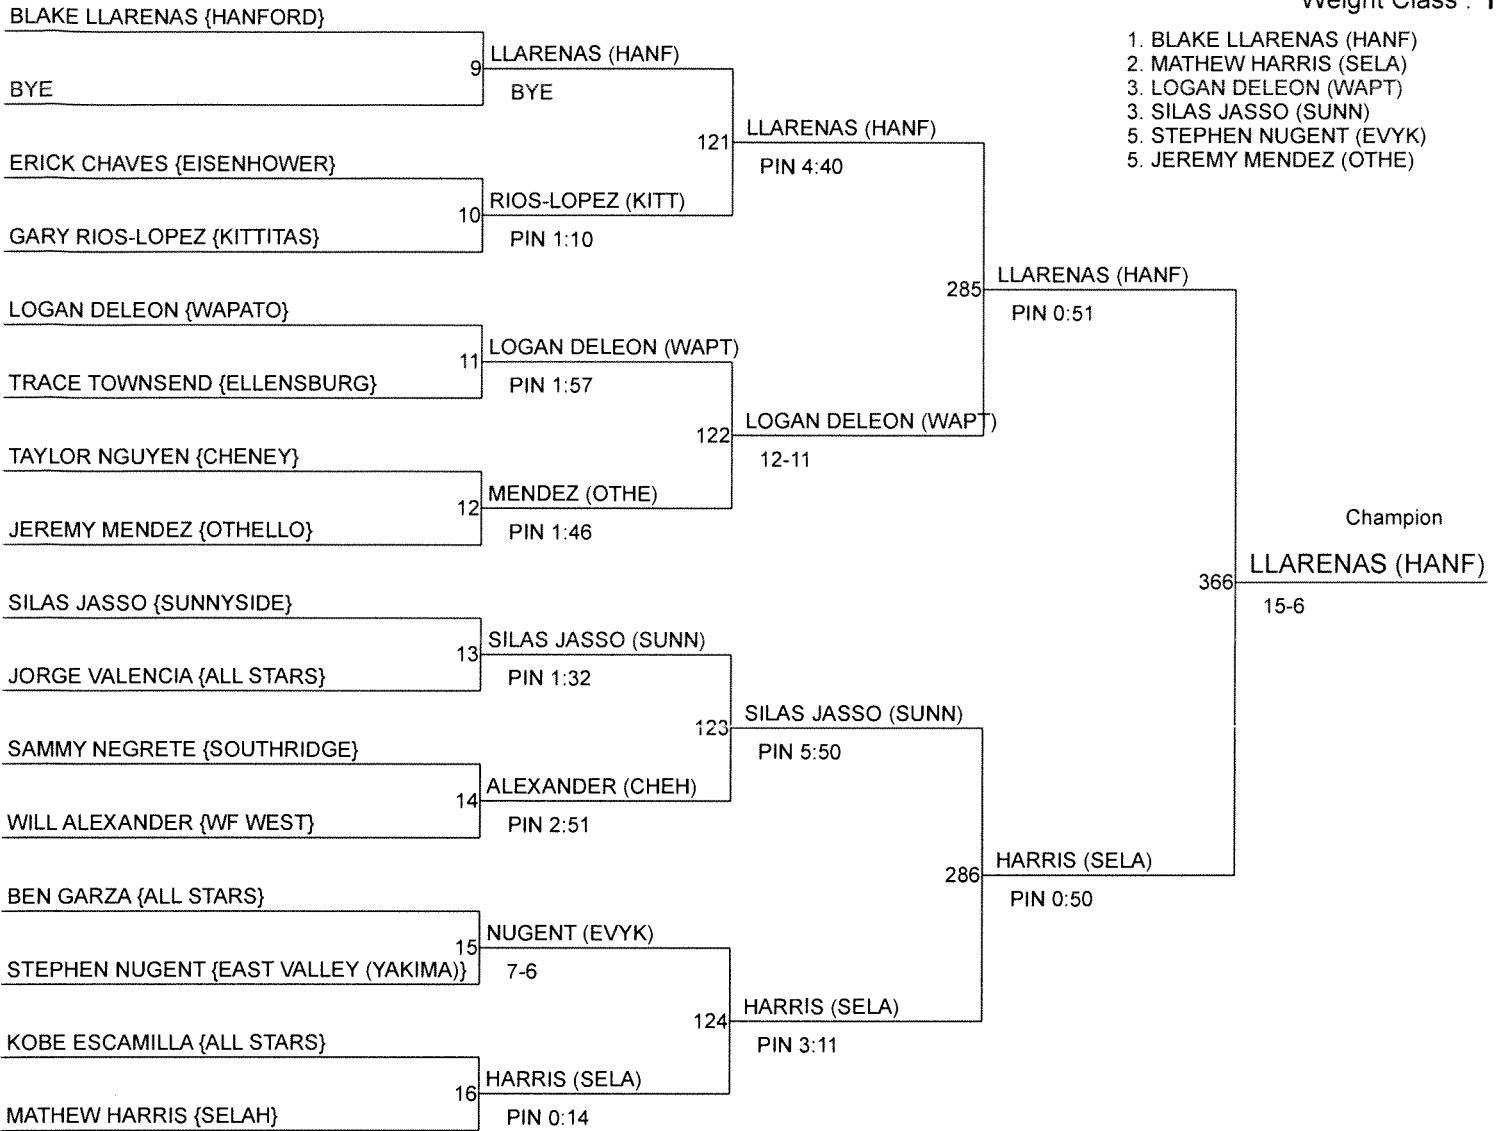 Weight Class :
1. BLAKE LLARENAS (HANF)
2. MATHEW HARRIS (SELA)
3. LOGAN DELEON (WAPT)
3. SILAS JASSO (SUNN)
5. STEPHEN NUGENT (EVYK)
5. JEREMY MENDEZ (OTHE)
BLAKE LLARENAS {HANFORD}
9 LLARENAS (HANF)
BYE
BYE
121 LLARENAS (HANF)
PIN 4:40
ERICK CHAVES {EISENHOWER}
10 RIOS-LOPEZ (KITT)
GARY RIOS-LOPEZ {KITTITAS}
PIN 1:10
285 LLARENAS (HANF)
PIN 0:51
LOGAN DELEON {WAPATO}
11 LOGAN DELEON (WAPT)
TRACE TOWNSEND {ELLENSBURG}
PIN 1:57
122 LOGAN DELEON (WAPT)
12-11
TAYLOR NGUYEN {CHENEY}
12 MENDEZ (OTHE)
JEREMY MENDEZ {OTHELLO}
PIN 1:46
Champion
366 LLARENAS (HANF)
15-6
SILAS JASSO {SUNNYSIDE}
13 SILAS JASSO (SUNN)
JORGE VALENCIA {ALL STARS}
PIN 1:32
123 SILAS JASSO (SUNN)
PIN 5:50
SAMMY NEGRETE {SOUTHRIDGE}
14 ALEXANDER (CHEH)
WILL ALEXANDER {WF WEST}
PIN 2:51
286 HARRIS (SELA)
PIN 0:50
BEN GARZA {ALL STARS}
15 NUGENT (EVYK)
STEPHEN NUGENT {EAST VALLEY (YAKIMA)}
7-6
124 HARRIS (SELA)
PIN 3:11
KOBE ESCAMILLA {ALL STARS}
16 HARRIS (SELA)
MATHEW HARRIS {SELAH}
PIN 0:14